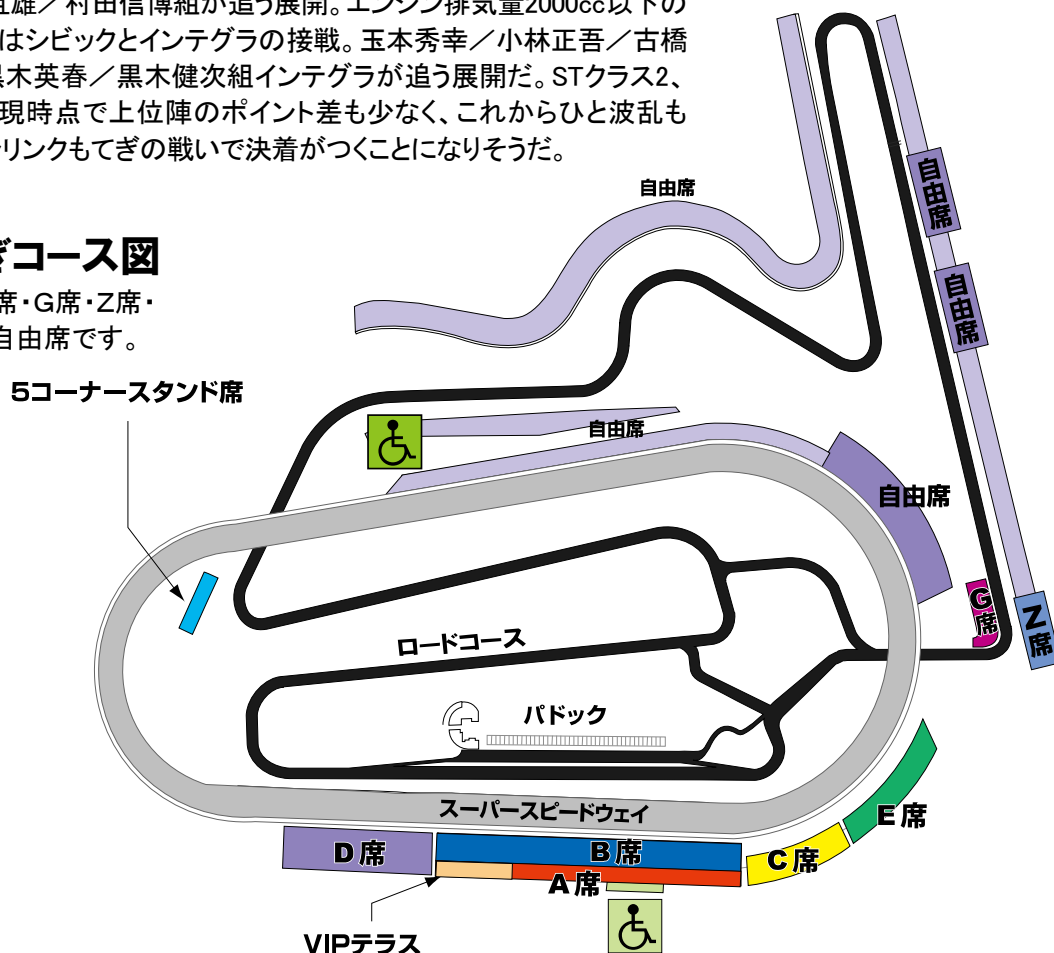 宜雄／村田信博組が追う展開。エンジン排気量2000cc以下の
はシビックとインテグラの接戦。玉本秀幸／小林正吾／古橋
黒木英春／黒木健次組インテグラが追う展開だ。STクラス2、
現時点で上位陣のポイント差も少なく、これからひと波乱も
リンクもてぎの戦いで決着がつくことになりそうだ。
自由席
自由席
自由席
ぎコース図
席・G席・Z席・
自由席です。
5コーナースタンド席
自由席
自由席
G席
Z席
ロードコース
パドック
スーパースピードウェイ
E席
D席
B席
C席
A席
VIPテラス